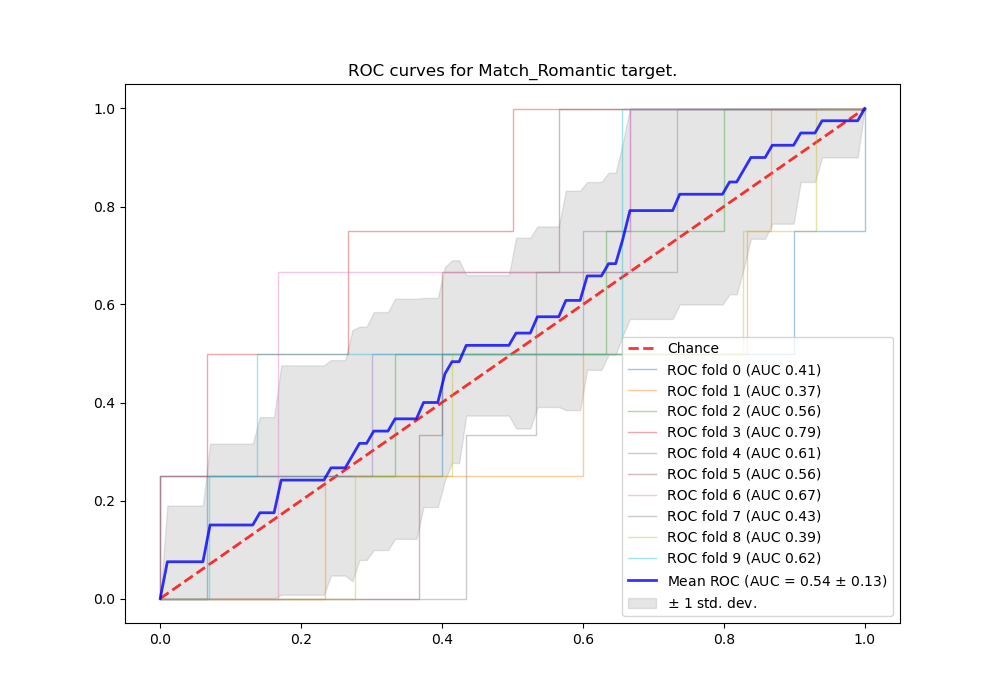 ROC curves for Match_Romantic target.
1.0
0.8
0.6
0.4
0.2
0.0
0.0
0.2
0.4
0.6
0.8
1.0
Chance
ROC fold 0 (AUC 0.41)
ROC fold 1 (AUC 0.37)
ROC fold 2 (AUC 0.56)
ROC fold 3 (AUC 0.79)
ROC fold 4 (AUC 0.61)
ROC fold 5 (AUC 0.56)
ROC fold 6 (AUC 0.67)
ROC fold 7 (AUC 0.43)
ROC fold 8 (AUC 0.39)
ROC fold 9 (AUC 0.62)
Mean ROC (AUC = 0.54 ± 0.13)
± 1 std. dev.